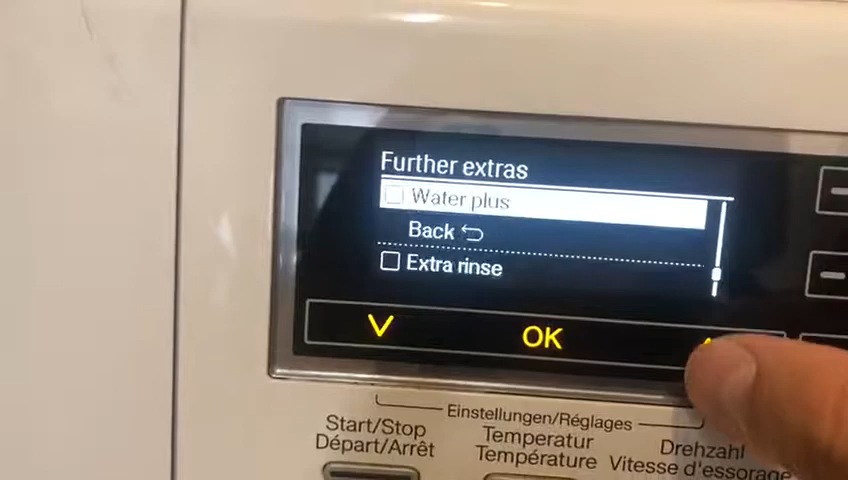 Further extras
Water plus
Back
Extra rinse
OK
Einstellungen/Réglages
Start/Stop
Départ/Arrêt
Temperatur
Température
Drehzahl
Vitesse d'essorage